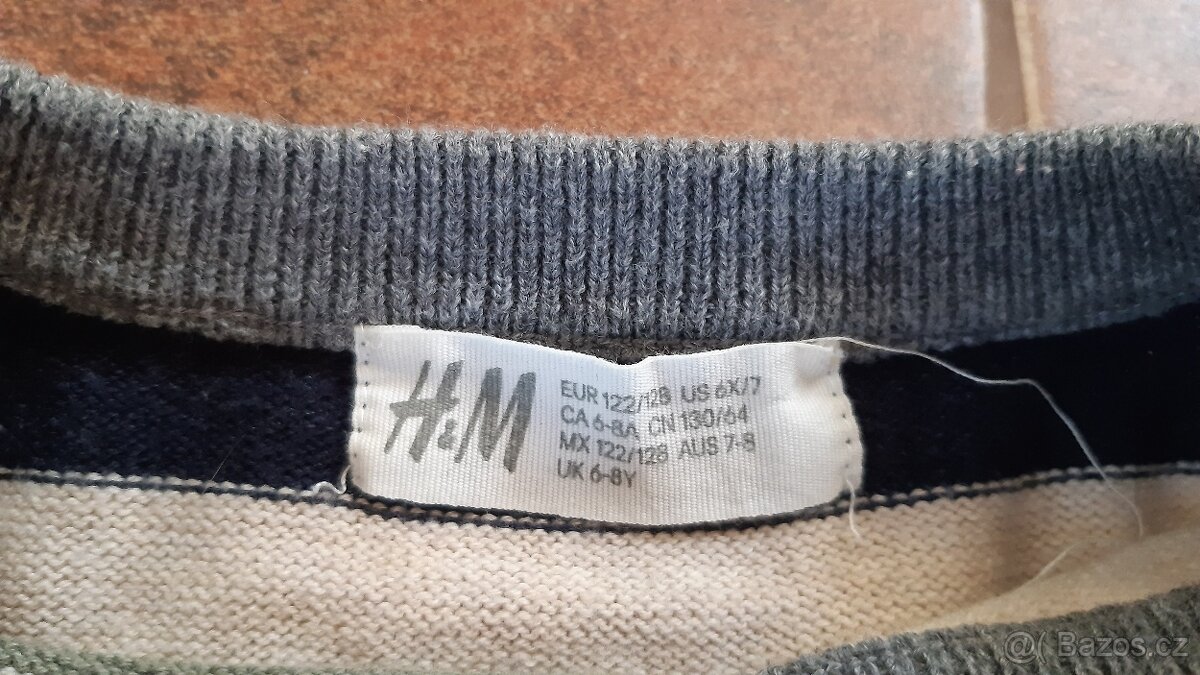 H&M
EUR 122/128 US 6X/7
CA 6-8A CN 130/64
MX 122/128 AUS 7-8
UK 6-8Y
@( Bazos.cz